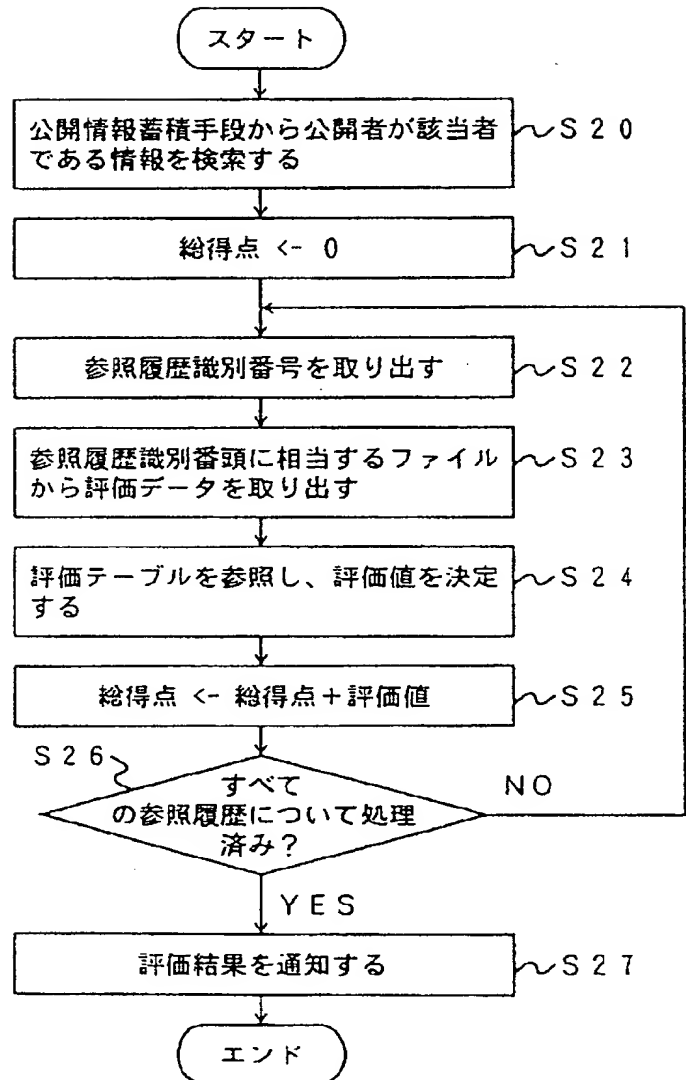 スタート
公開情報蓄積手段から公開者が該当者
である情報を検索する
S20
総得点 <- 0
S21
参照履歴識別番号を取り出す
S22
参照履歴識別番頭に相当するファイル
から評価データを取り出す
S23
評価テーブルを参照し、評価値を決定
する
S24
総得点 <- 総得点+評価値
S25
S26
すべて
の参照履歴について処理
済み?
NO
YES
評価結果を通知する
S27
エンド